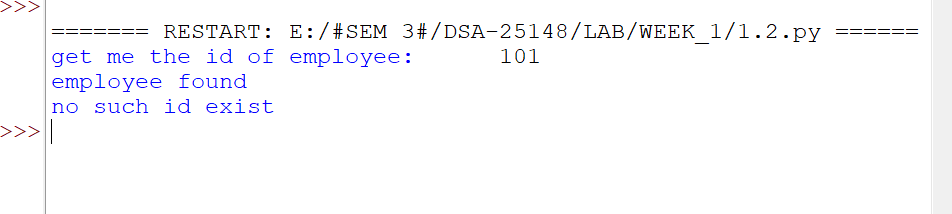 >>>
======= RESTART: E:/#SEM 3#/DSA-25148/LAB/WEEK_1/1.2.py ======
get me the id of employee:      101
employee found
no such id exist
>>>